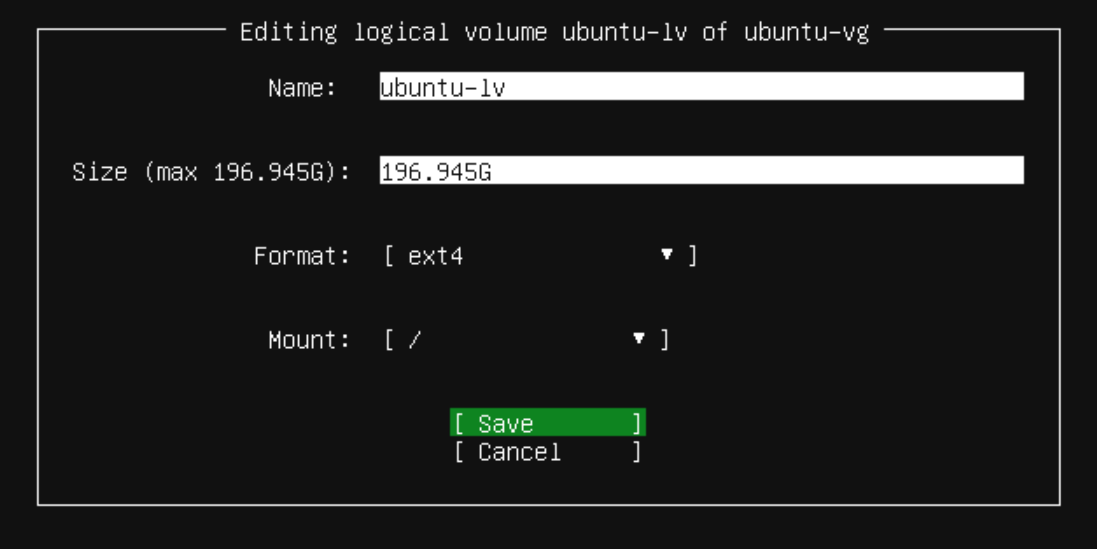 Editing logical volume ubuntu-lv of ubuntu-vg
Name: ubuntu-lv
Size (max 196.945G): 196.945G
Format: [ ext4 ▾ ]
Mount: [ / ▾ ]
[ Save ]
[ Cancel ]